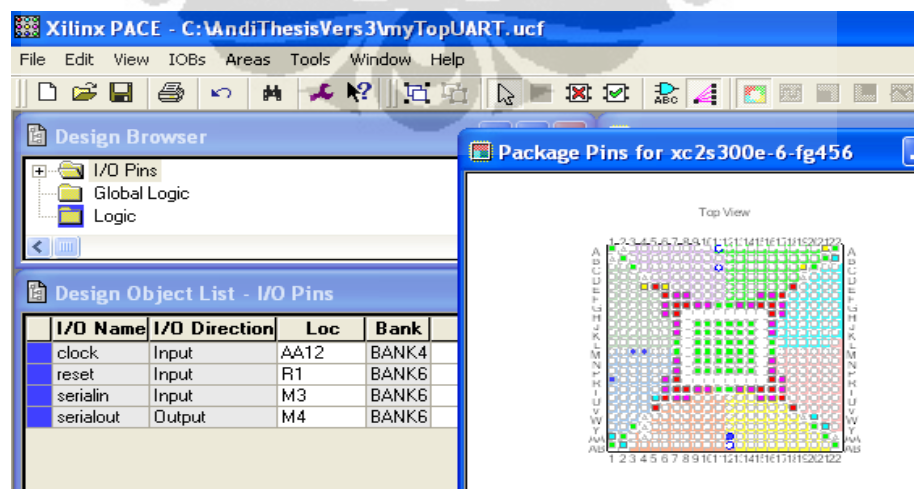 Xilinx PACE - C:\AndiThesisVers3\myTopUART.ucf
File Edit View IOBs Areas Tools Window Help
ABC
Design Browser
I/O Pins
Global Logic
Logic
Design Object List - I/O Pins
I/O Name I/O Direction Loc Bank
clock Input AA12 BANK4
reset Input R1 BANK6
serialin Input M3 BANK6
serialout Output M4 BANK6
Package Pins for xc2s300e-6-fg456
Top View